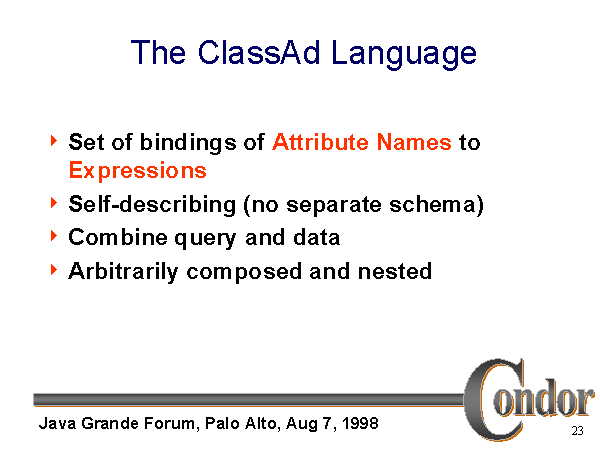 The ClassAd Language
Set of bindings of Attribute Names to
Expressions
Self-describing (no separate schema)
Combine query and data
Arbitrarily composed and nested
Condor
Java Grande Forum, Palo Alto, Aug 7, 1998
23